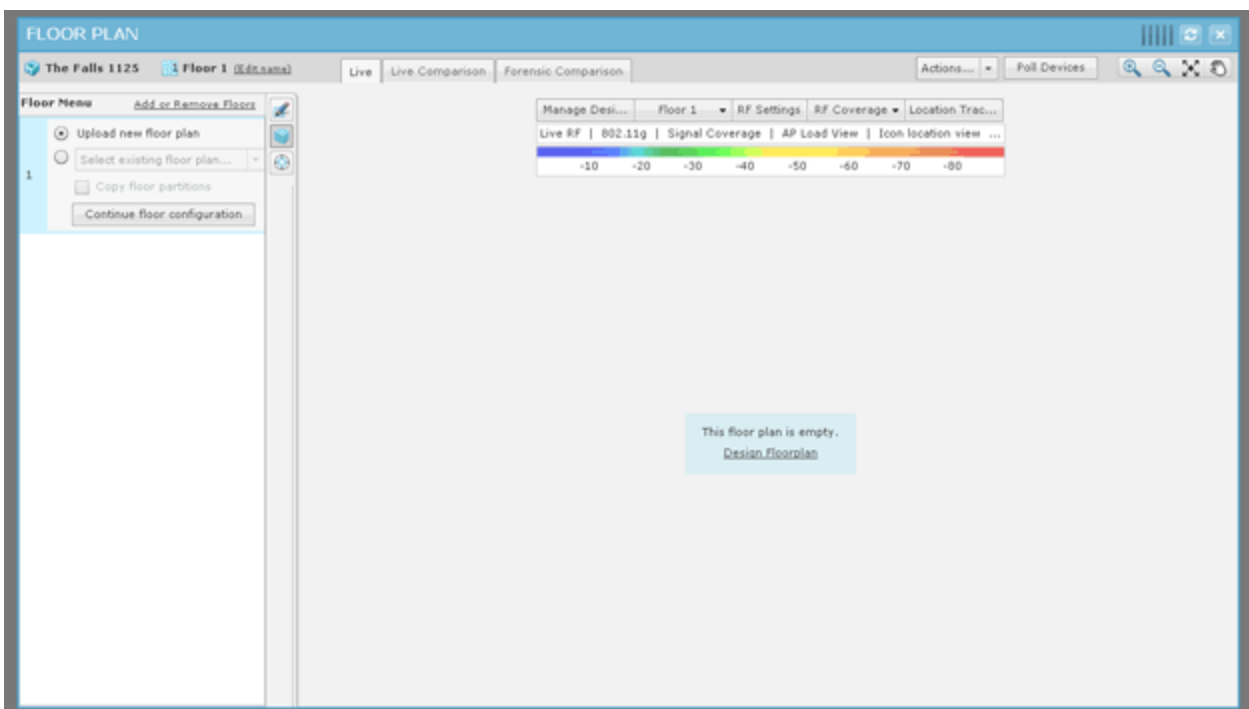 FLOOR PLAN
The Falls 1125 1 Floor 1 (Edit name) Live Live Comparison Forensic Comparison Actions... Poll Devices
Floor Menu Add or Remove Floors
Upload new floor plan
Select existing floor plan...
1
Copy floor partitions
Continue floor configuration
Manage Desi... Floor 1 RF Settings RF Coverage Location Trac...
Live RF | 802.11g | Signal Coverage | AP Load View | Icon location view ...
-10 -20 -30 -40 -50 -60 -70 -80
This floor plan is empty.
Design Floorplan